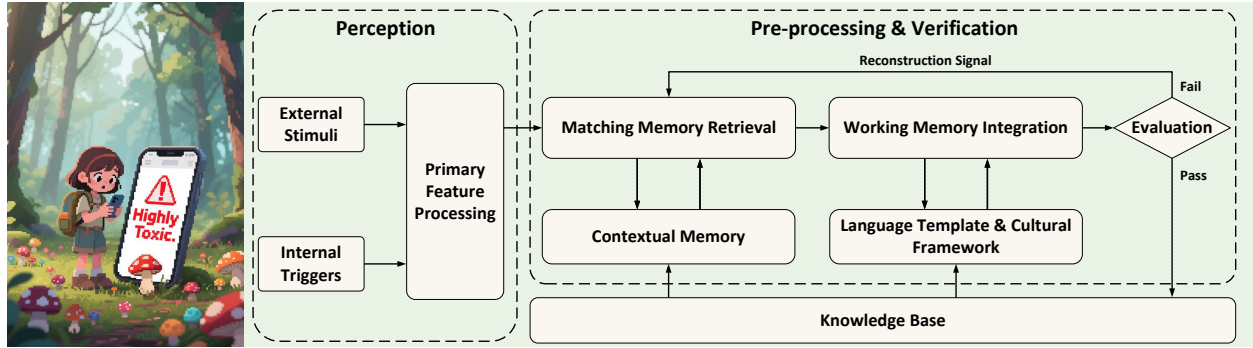 Highly
Toxic.
Perception
External
Stimuli
Internal
Triggers
Primary
Feature
Processing
Pre-processing & Verification
Reconstruction Signal
Fail
Matching Memory Retrieval
Working Memory Integration
Evaluation
Pass
Contextual Memory
Language Template & Cultural
Framework
Knowledge Base